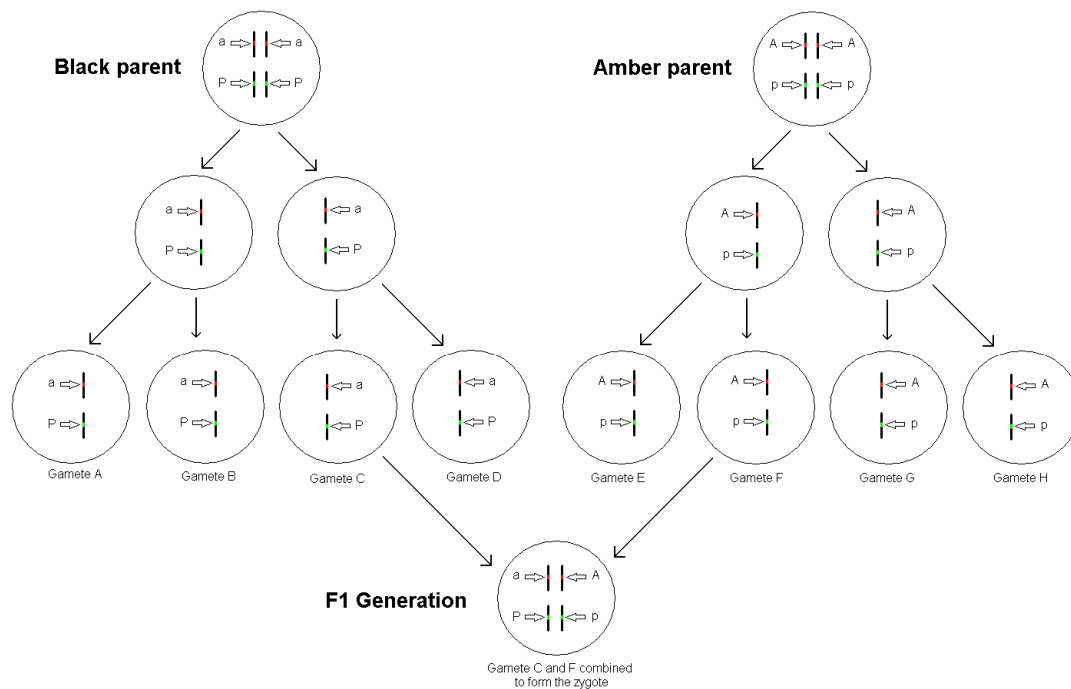 a a
P P
Black parent
A A
p p
Amber parent
a
P
a
P
A
p
A
p
a
P
Gamete A
a
P
Gamete B
a
P
Gamete C
a
P
Gamete D
A
p
Gamete E
A
p
Gamete F
A
p
Gamete G
A
p
Gamete H
a A
P p
F1 Generation
Gamete C and F combined
to form the zygote